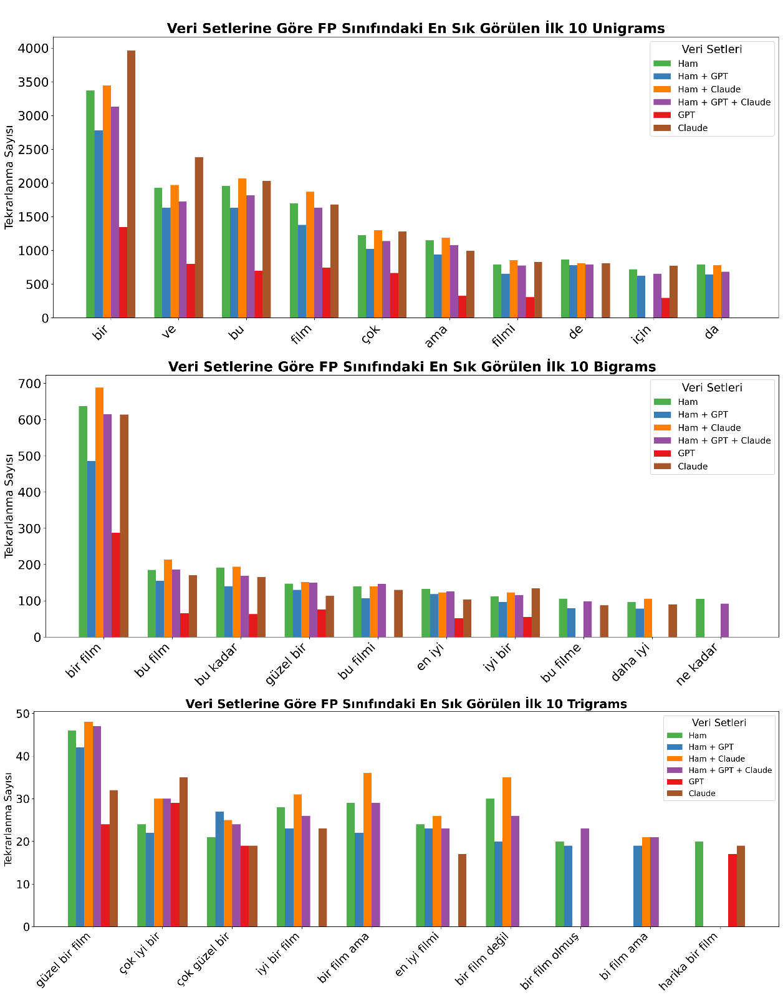 Veri Setlerine Göre FP Sınıfındaki En Sık Görülen İlk 10 Unigrams
Tekrarlanma Sayısı
4000
3500
3000
2500
2000
1500
1000
500
0
Veri Setleri
Ham
Ham + GPT
Ham + Claude
Ham + GPT + Claude
GPT
Claude
bir ve bu film çok ama filmi de için da
Veri Setlerine Göre FP Sınıfındaki En Sık Görülen İlk 10 Bigrams
Tekrarlanma Sayısı
700
600
500
400
300
200
100
0
Veri Setleri
Ham
Ham + GPT
Ham + Claude
Ham + GPT + Claude
GPT
Claude
bir film bu film bu kadar güzel bir bu filmi en iyi iyi bir bu filme daha iyi ne kadar
Veri Setlerine Göre FP Sınıfındaki En Sık Görülen İlk 10 Trigrams
Tekrarlanma Sayısı
50
40
30
20
10
0
Veri Setleri
Ham
Ham + GPT
Ham + Claude
Ham + GPT + Claude
GPT
Claude
güzel bir film çok iyi bir çok güzel bir iyi bir film bir film ama en iyi filmi bir film değil bir film olmuş bi film ama harika bir film